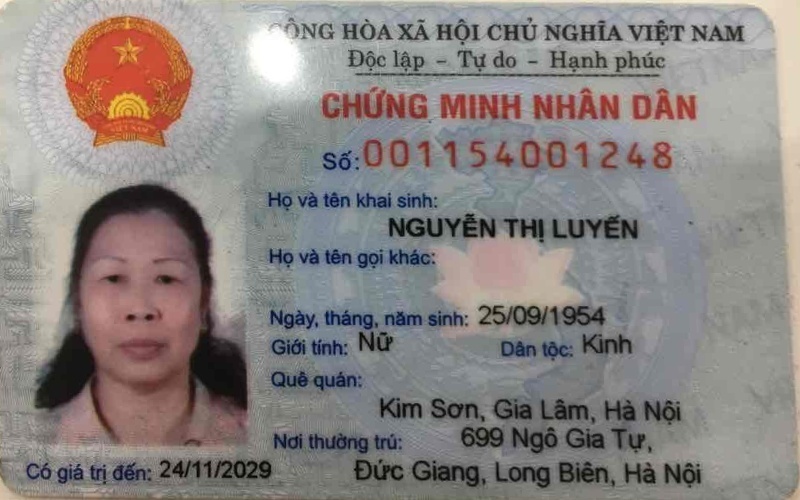 CỘNG HÒA XÃ HỘI CHỦ NGHĨA VIỆT NAM
Độc lập - Tự do - Hạnh phúc
CHỨNG MINH NHÂN DÂN
Số: 001154001248
Họ và tên khai sinh:
NGUYỄN THỊ LUYẾN
Họ và tên gọi khác:
Ngày, tháng, năm sinh: 25/09/1954
Giới tính: Nữ Dân tộc: Kinh
Quê quán:
Kim Sơn, Gia Lâm, Hà Nội
Nơi thường trú: 699 Ngô Gia Tự,
Đức Giang, Long Biên, Hà Nội
Có giá trị đến: 24/11/2029
VIỆT NAM